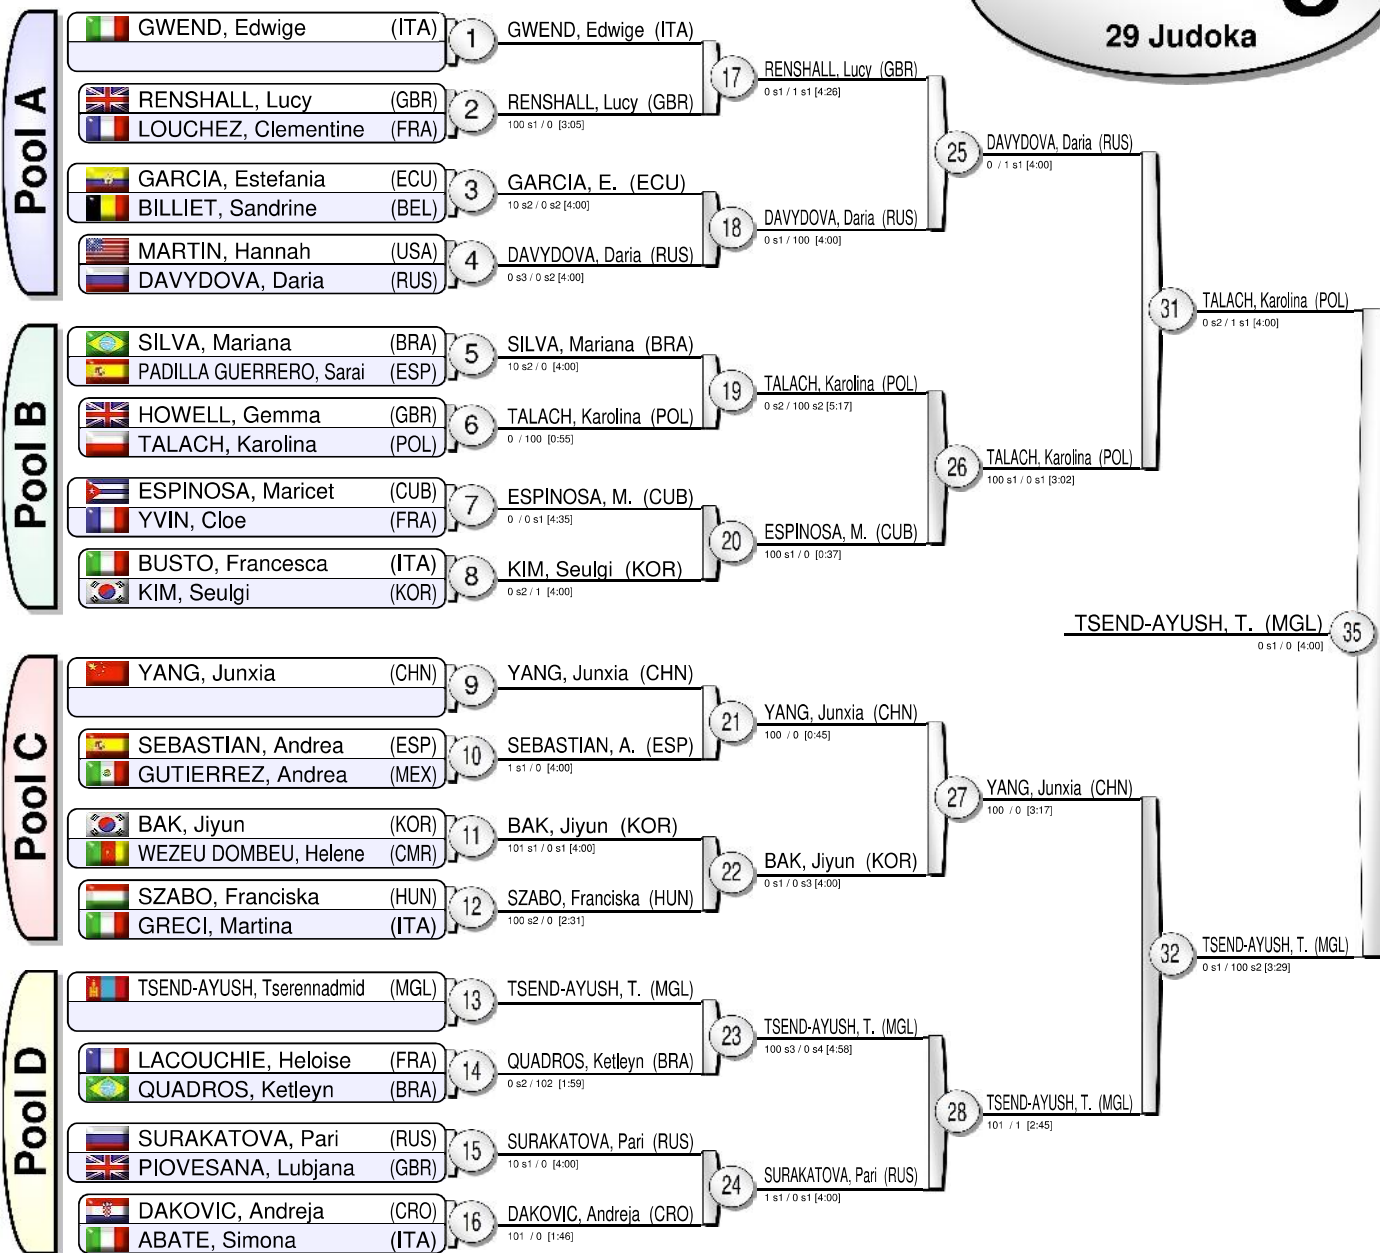 29 Judoka
Pool A
GWEND, Edwige (ITA)
1
GWEND, Edwige (ITA)
RENSHALL, Lucy (GBR)
LOUCHEZ, Clementine (FRA)
2
RENSHALL, Lucy (GBR)
100 s1 / 0 [3:05]
17
RENSHALL, Lucy (GBR)
0 s1 / 1 s1 [4:26]
GARCIA, Estefania (ECU)
BILLIET, Sandrine (BEL)
3
GARCIA, E. (ECU)
10 s2 / 0 s2 [4:00]
MARTIN, Hannah (USA)
DAVYDOVA, Daria (RUS)
4
DAVYDOVA, Daria (RUS)
0 s3 / 0 s2 [4:00]
18
DAVYDOVA, Daria (RUS)
0 s1 / 100 [4:00]
25
DAVYDOVA, Daria (RUS)
0 / 1 s1 [4:00]
Pool B
SILVA, Mariana (BRA)
PADILLA GUERRERO, Sarai (ESP)
5
SILVA, Mariana (BRA)
10 s2 / 0 [4:00]
HOWELL, Gemma (GBR)
TALACH, Karolina (POL)
6
TALACH, Karolina (POL)
0 / 100 [0:55]
19
TALACH, Karolina (POL)
0 s2 / 100 s2 [5:17]
ESPINOSA, Maricet (CUB)
YVIN, Cloe (FRA)
7
ESPINOSA, M. (CUB)
0 / 0 s1 [4:35]
BUSTO, Francesca (ITA)
KIM, Seulgi (KOR)
8
KIM, Seulgi (KOR)
0 s2 / 1 [4:00]
20
ESPINOSA, M. (CUB)
100 s1 / 0 [0:37]
26
TALACH, Karolina (POL)
100 s1 / 0 s1 [3:02]
31
TALACH, Karolina (POL)
0 s2 / 1 s1 [4:00]
TSEND-AYUSH, T. (MGL)
0 s1 / 0 [4:00]
35
Pool C
YANG, Junxia (CHN)
9
YANG, Junxia (CHN)
SEBASTIAN, Andrea (ESP)
GUTIERREZ, Andrea (MEX)
10
SEBASTIAN, A. (ESP)
1 s1 / 0 [4:00]
21
YANG, Junxia (CHN)
100 / 0 [0:45]
BAK, Jiyun (KOR)
WEZEU DOMBEU, Helene (CMR)
11
BAK, Jiyun (KOR)
101 s1 / 0 s1 [4:00]
SZABO, Franciska (HUN)
GRECI, Martina (ITA)
12
SZABO, Franciska (HUN)
100 s2 / 0 [2:31]
22
BAK, Jiyun (KOR)
0 s1 / 0 s3 [4:00]
27
YANG, Junxia (CHN)
100 / 0 [3:17]
Pool D
TSEND-AYUSH, Tserennadmid (MGL)
13
TSEND-AYUSH, T. (MGL)
LACOUCHIE, Heloise (FRA)
QUADROS, Ketleyn (BRA)
14
QUADROS, Ketleyn (BRA)
0 s2 / 102 [1:59]
23
TSEND-AYUSH, T. (MGL)
100 s3 / 0 s4 [4:58]
SURAKATOVA, Pari (RUS)
PIOVESANA, Lubjana (GBR)
15
SURAKATOVA, Pari (RUS)
10 s1 / 0 [4:00]
DAKOVIC, Andreja (CRO)
ABATE, Simona (ITA)
16
DAKOVIC, Andreja (CRO)
101 / 0 [1:46]
24
SURAKATOVA, Pari (RUS)
1 s1 / 0 s1 [4:00]
28
TSEND-AYUSH, T. (MGL)
101 / 1 [2:45]
32
TSEND-AYUSH, T. (MGL)
0 s1 / 100 s2 [3:29]